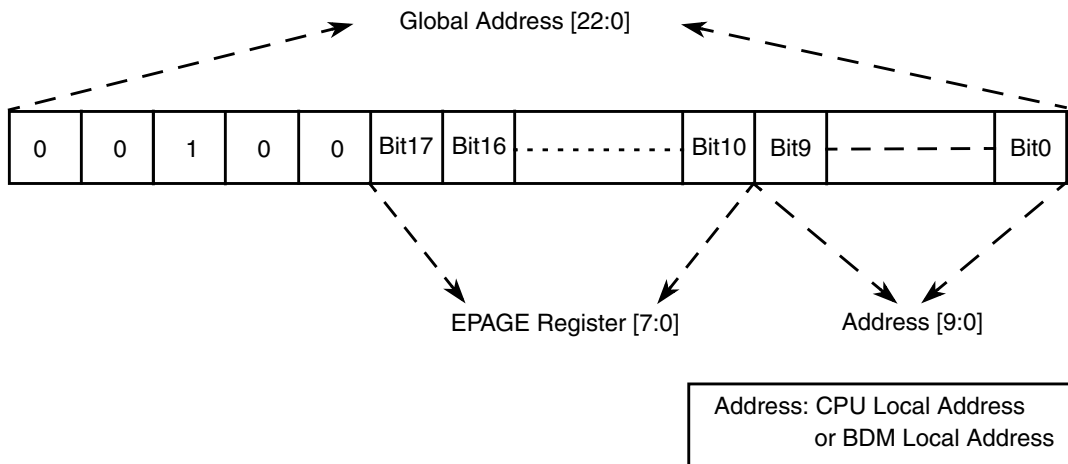 Global Address [22:0]
0 0 1 0 0 Bit17 Bit16 Bit10 Bit9 Bit0
EPAGE Register [7:0] Address [9:0]
Address: CPU Local Address
or BDM Local Address